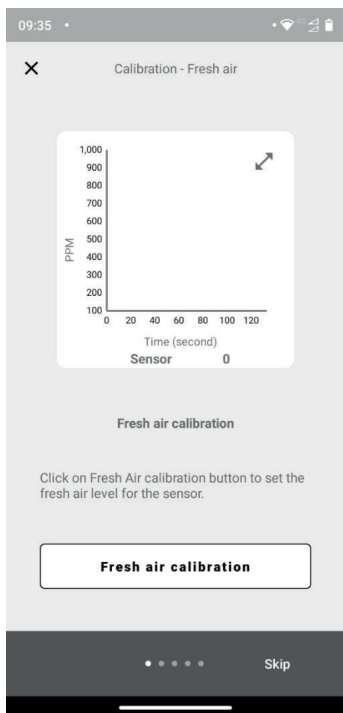 09:35
Calibration - Fresh air
1,000
900
800
700
600
500
400
300
200
100
PPM
0 20 40 60 80 100 120
Time (second)
Sensor 0
Fresh air calibration
Click on Fresh Air calibration button to set the
fresh air level for the sensor.
Fresh air calibration
Skip